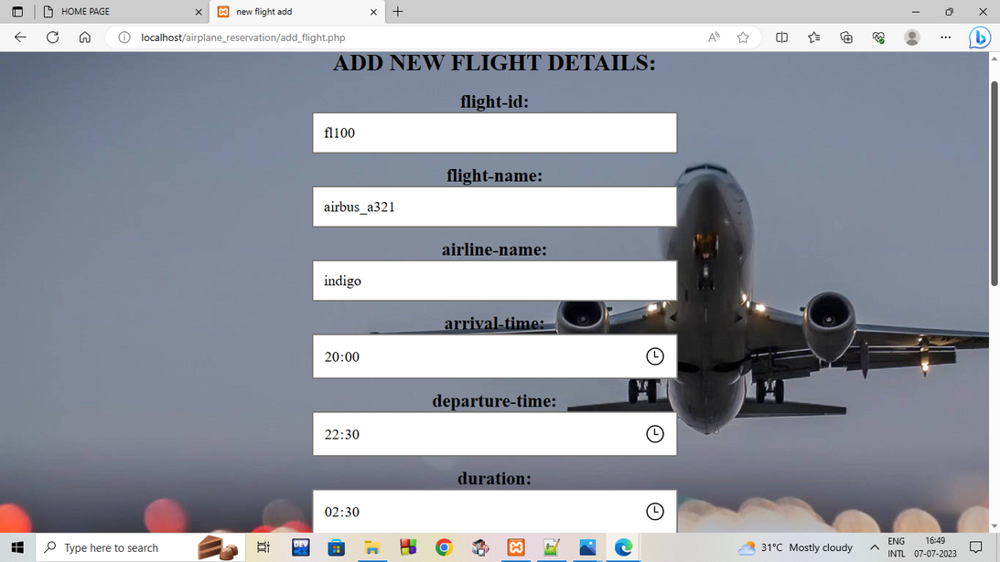 HOME PAGE
new flight add
localhost/airplane_reservation/add_flight.php
ADD NEW FLIGHT DETAILS:
flight-id:
fl100
flight-name:
airbus_a321
airline-name:
indigo
arrival-time:
20:00
departure-time:
22:30
duration:
02:30
Type here to search
DEV
31°C Mostly cloudy
ENG
INTL
16:49
07-07-2023